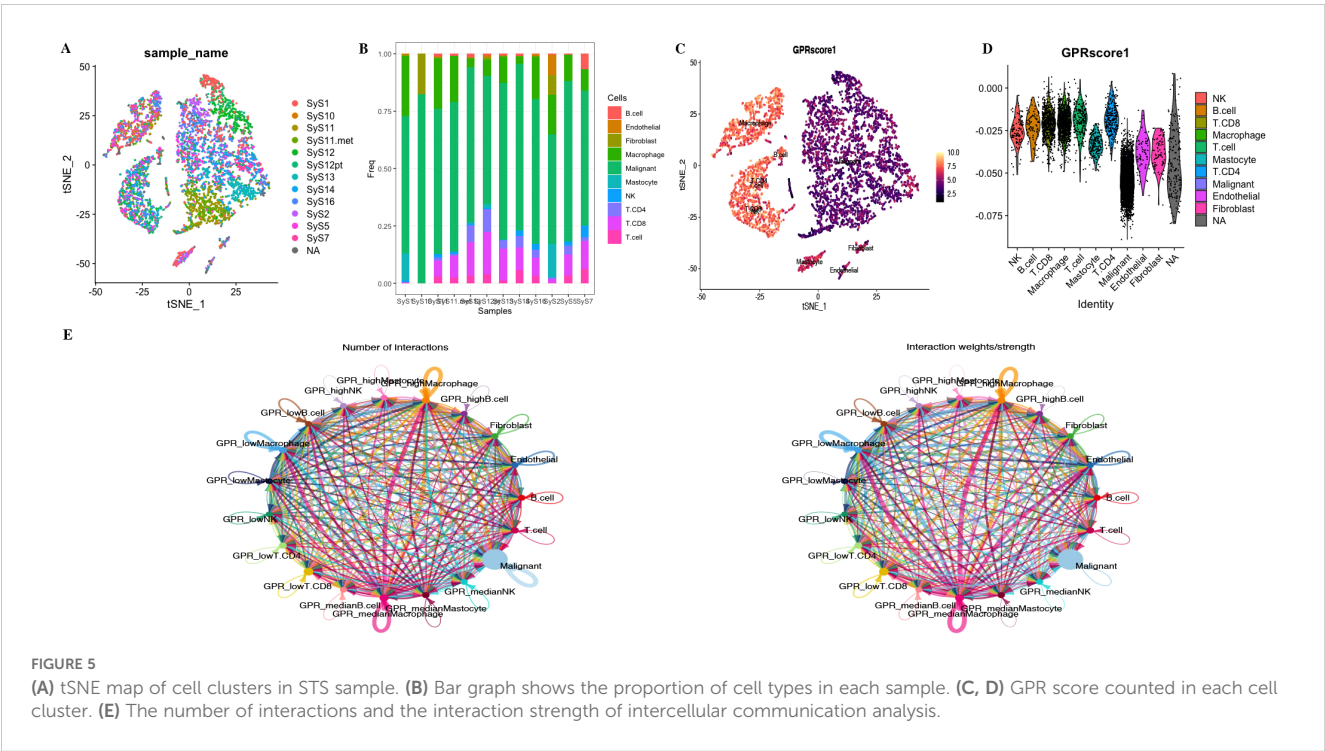 A
sample_name
50
25
0
-25
-50
tSNE_2
-50
-25
0
25
tSNE_1
SyS1
SyS10
SyS11
SyS11.met
SyS12
SyS12pt
SyS13
SyS14
SyS16
SyS2
SyS5
SyS7
NA
B
1.00
0.75
0.50
0.25
0.00
Freq
Samples
Cells
B.cell
Endothelial
Fibroblast
Macrophage
Malignant
Mastocyte
NK
T.CD4
T.CD8
T.cell
C
GPRscore1
50
25
0
-25
-50
tSNE_2
-50
-25
0
25
tSNE_1
Macrophage
B.cell
Fibroblast
Mastocyte
Endothelial
10.0
7.5
5.0
2.5
D
GPRscore1
0.000
-0.025
-0.050
-0.075
NK
B.cell
T.CD8
Macrophage
T.cell
Mastocyte
T.CD4
Malignant
Endothelial
Fibroblast
NA
Identity
NK
B.cell
T.CD8
Macrophage
T.cell
Mastocyte
T.CD4
Malignant
Endothelial
Fibroblast
NA
E
Number of interactions
GPR_highMastocyte
GPR_highMacrophage
GPR_highNK
GPR_highB.cell
GPR_lowB.cell
Fibroblast
GPR_lowMacrophage
Endothelial
GPR_lowMastocyte
B.cell
GPR_lowNK
T.cell
GPR_lowT.CD4
Malignant
GPR_lowT.CD8
GPR_medianNK
GPR_medianB.cell
GPR_medianMastocyte
GPR_medianMacrophage
Interaction weights/strength
GPR_highMastocyte
GPR_highMacrophage
GPR_highNK
GPR_highB.cell
GPR_lowB.cell
Fibroblast
GPR_lowMacrophage
Endothelial
GPR_lowMastocyte
B.cell
GPR_lowNK
T.cell
GPR_lowT.CD4
Malignant
GPR_lowT.CD8
GPR_medianNK
GPR_medianB.cell
GPR_medianMastocyte
GPR_medianMacrophage
FIGURE 5
(A) tSNE map of cell clusters in STS sample. (B) Bar graph shows the proportion of cell types in each sample. (C, D) GPR score counted in each cell
cluster. (E) The number of interactions and the interaction strength of intercellular communication analysis.